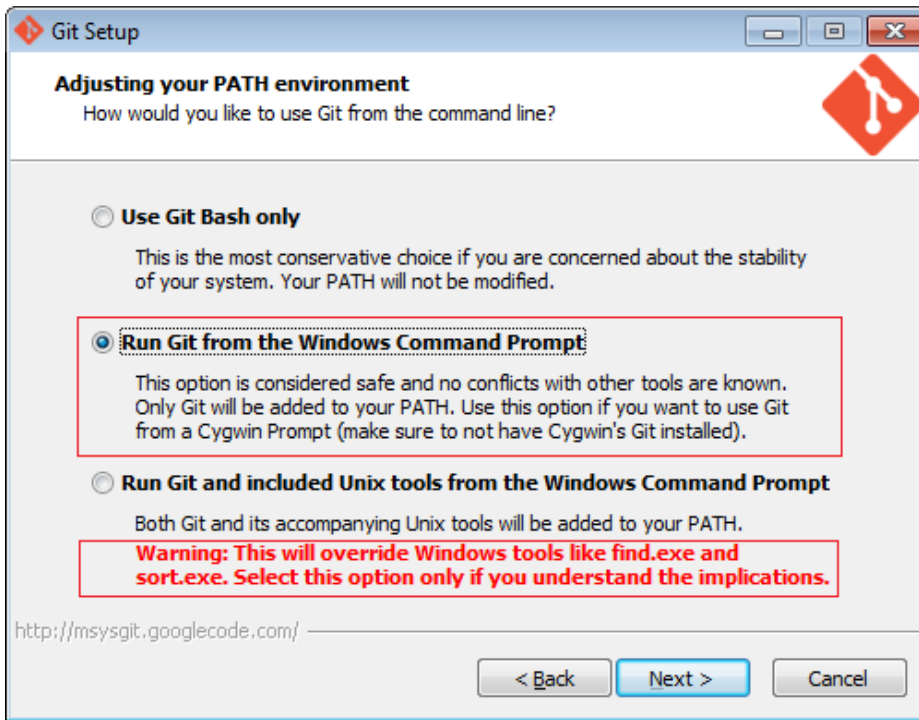 Git Setup
Adjusting your PATH environment
How would you like to use Git from the command line?
Use Git Bash only
This is the most conservative choice if you are concerned about the stability
of your system. Your PATH will not be modified.
Run Git from the Windows Command Prompt
This option is considered safe and no conflicts with other tools are known.
Only Git will be added to your PATH. Use this option if you want to use Git
from a Cygwin Prompt (make sure to not have Cygwin's Git installed).
Run Git and included Unix tools from the Windows Command Prompt
Both Git and its accompanying Unix tools will be added to your PATH.
Warning: This will override Windows tools like find.exe and
sort.exe. Select this option only if you understand the implications.
http://msysgit.googlecode.com/
< Back
Next >
Cancel